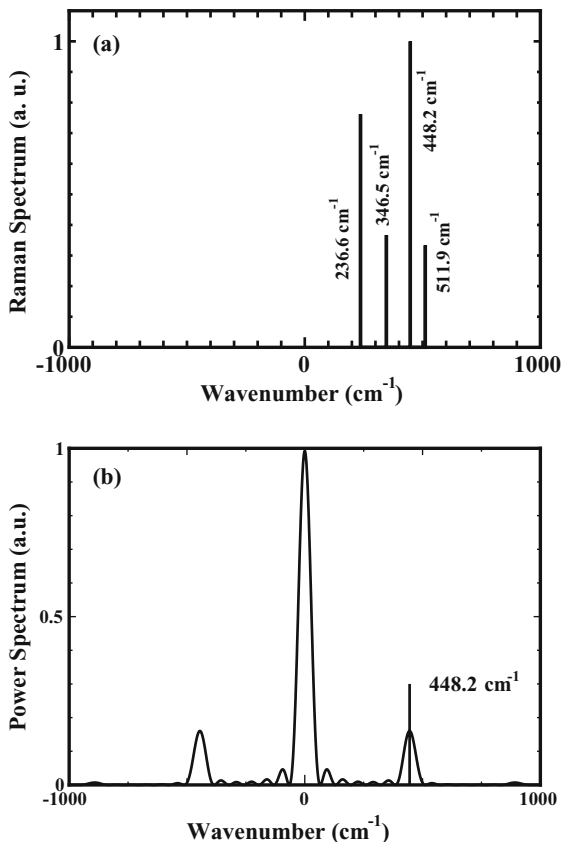 (a)
1
Raman Spectrum (a. u.)
236.6 cm⁻¹
346.5 cm⁻¹
448.2 cm⁻¹
511.9 cm⁻¹
0
-1000 0 1000
Wavenumber (cm⁻¹)
(b)
1
Power Spectrum (a.u.)
0.5
448.2 cm⁻¹
0
-1000 0 1000
Wavenumber (cm⁻¹)